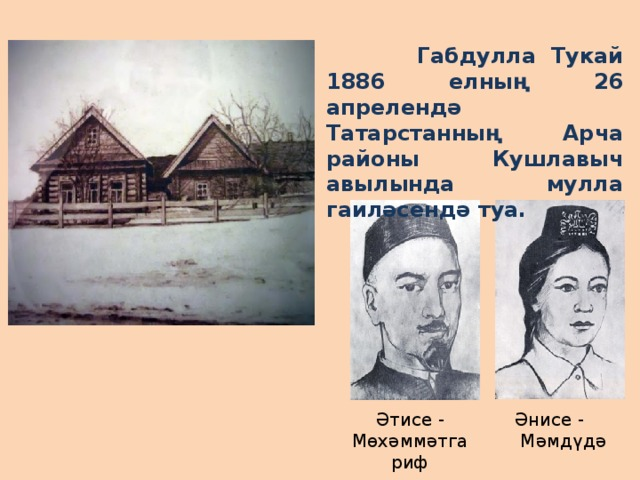 Габдулла Тукай
1886 елның 26
апрелендә
Татарстанның Арча
районы Кушлавыч
авылында мулла
гаиләсендә туа.
Әтисе -
Мөхәммәтга
риф
Әнисе -
Мәмдүдә